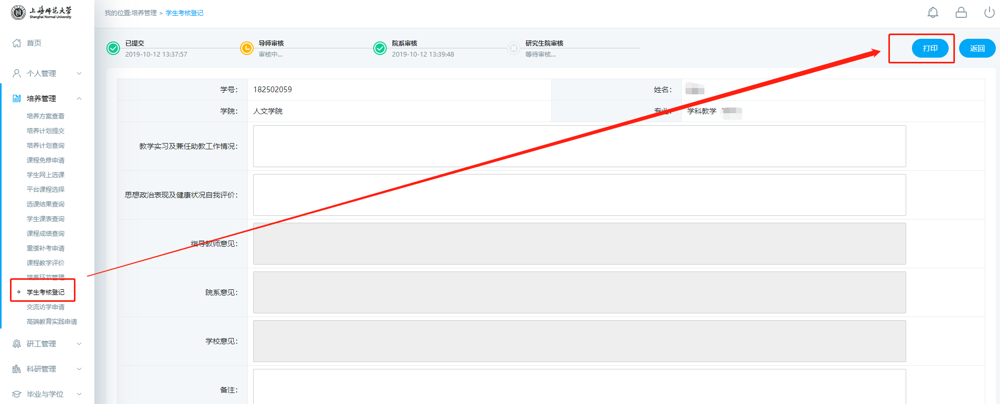 上海师范大学
Shanghai Normal University
我的位置:培养管理 > 学生考核登记
首页
个人管理
培养管理
培养方案查看
培养计划提交
培养计划查询
课程免修申请
学生网上选课
平台课程选择
选课结果查询
学生课表查询
课程成绩查询
重缓补考申请
课程教学评价
培养环节管理
学生考核登记
交流访学申请
高端教育实践申请
研工管理
科研管理
毕业与学位
已提交
2019-10-12 13:37:57
导师审核
审核中...
院系审核
2019-10-12 13:39:48
研究生院审核
等待审核...
打印
返回
学号: 182502059
姓名:
学院: 人文学院
专业: 学科教学
教学实习及兼任助教工作情况:
思想政治表现及健康状况自我评价:
指导教师意见:
院系意见:
学校意见:
备注: